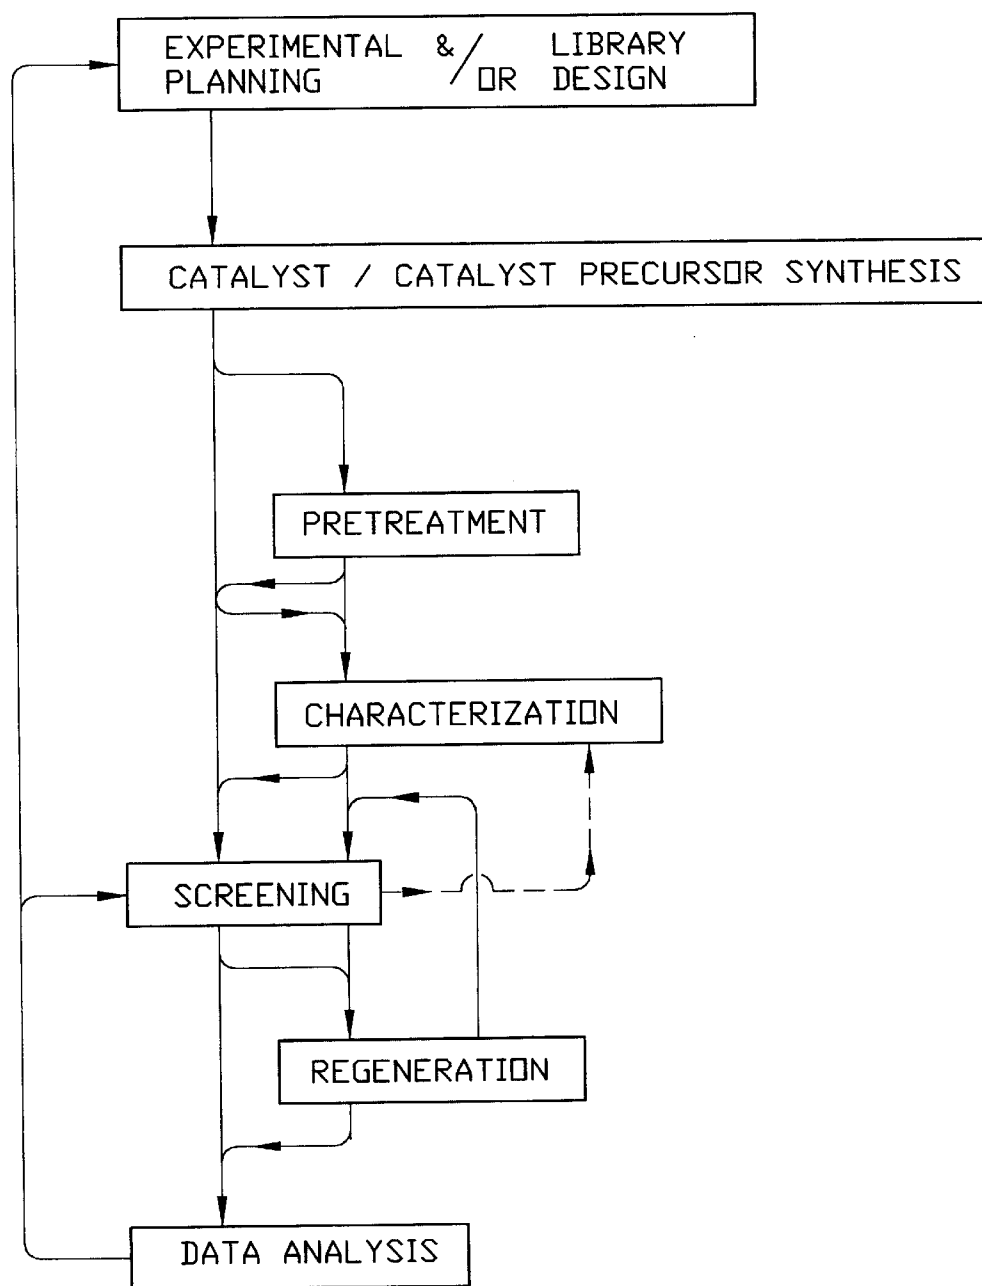 EXPERIMENTAL & / LIBRARY
PLANNING / OR DESIGN
CATALYST / CATALYST PRECURSOR SYNTHESIS
PRETREATMENT
CHARACTERIZATION
SCREENING
REGENERATION
DATA ANALYSIS